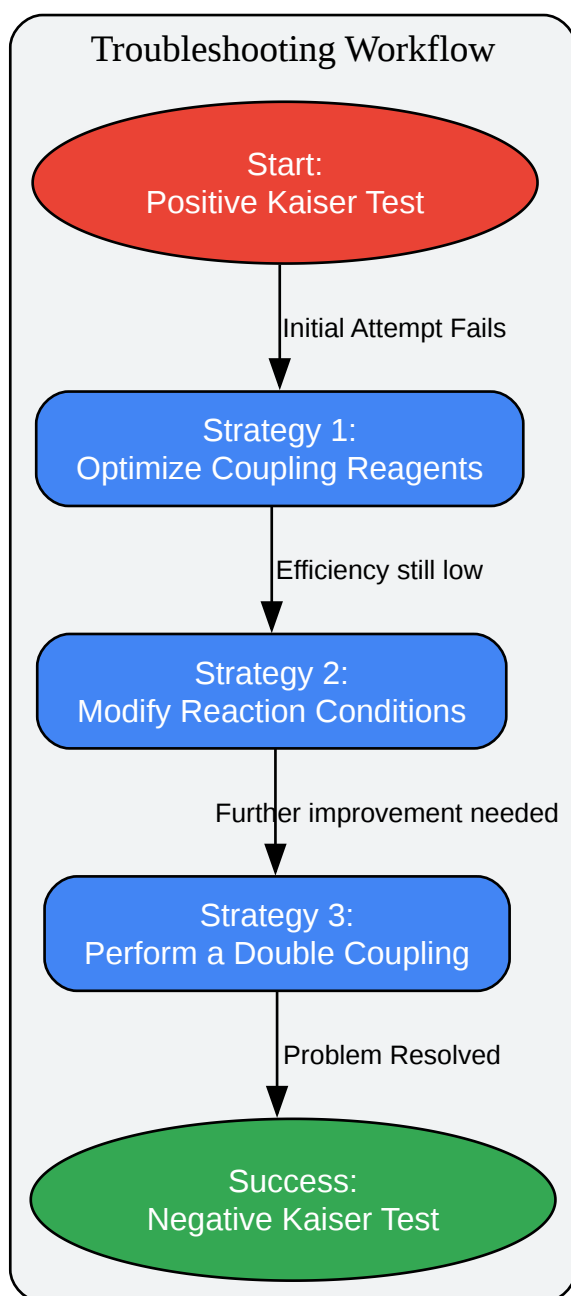 Troubleshooting Workflow
Start:
Positive Kaiser Test
Initial Attempt Fails
Strategy 1:
Optimize Coupling Reagents
Efficiency still low
Strategy 2:
Modify Reaction Conditions
Further improvement needed
Strategy 3:
Perform a Double Coupling
Problem Resolved
Success:
Negative Kaiser Test